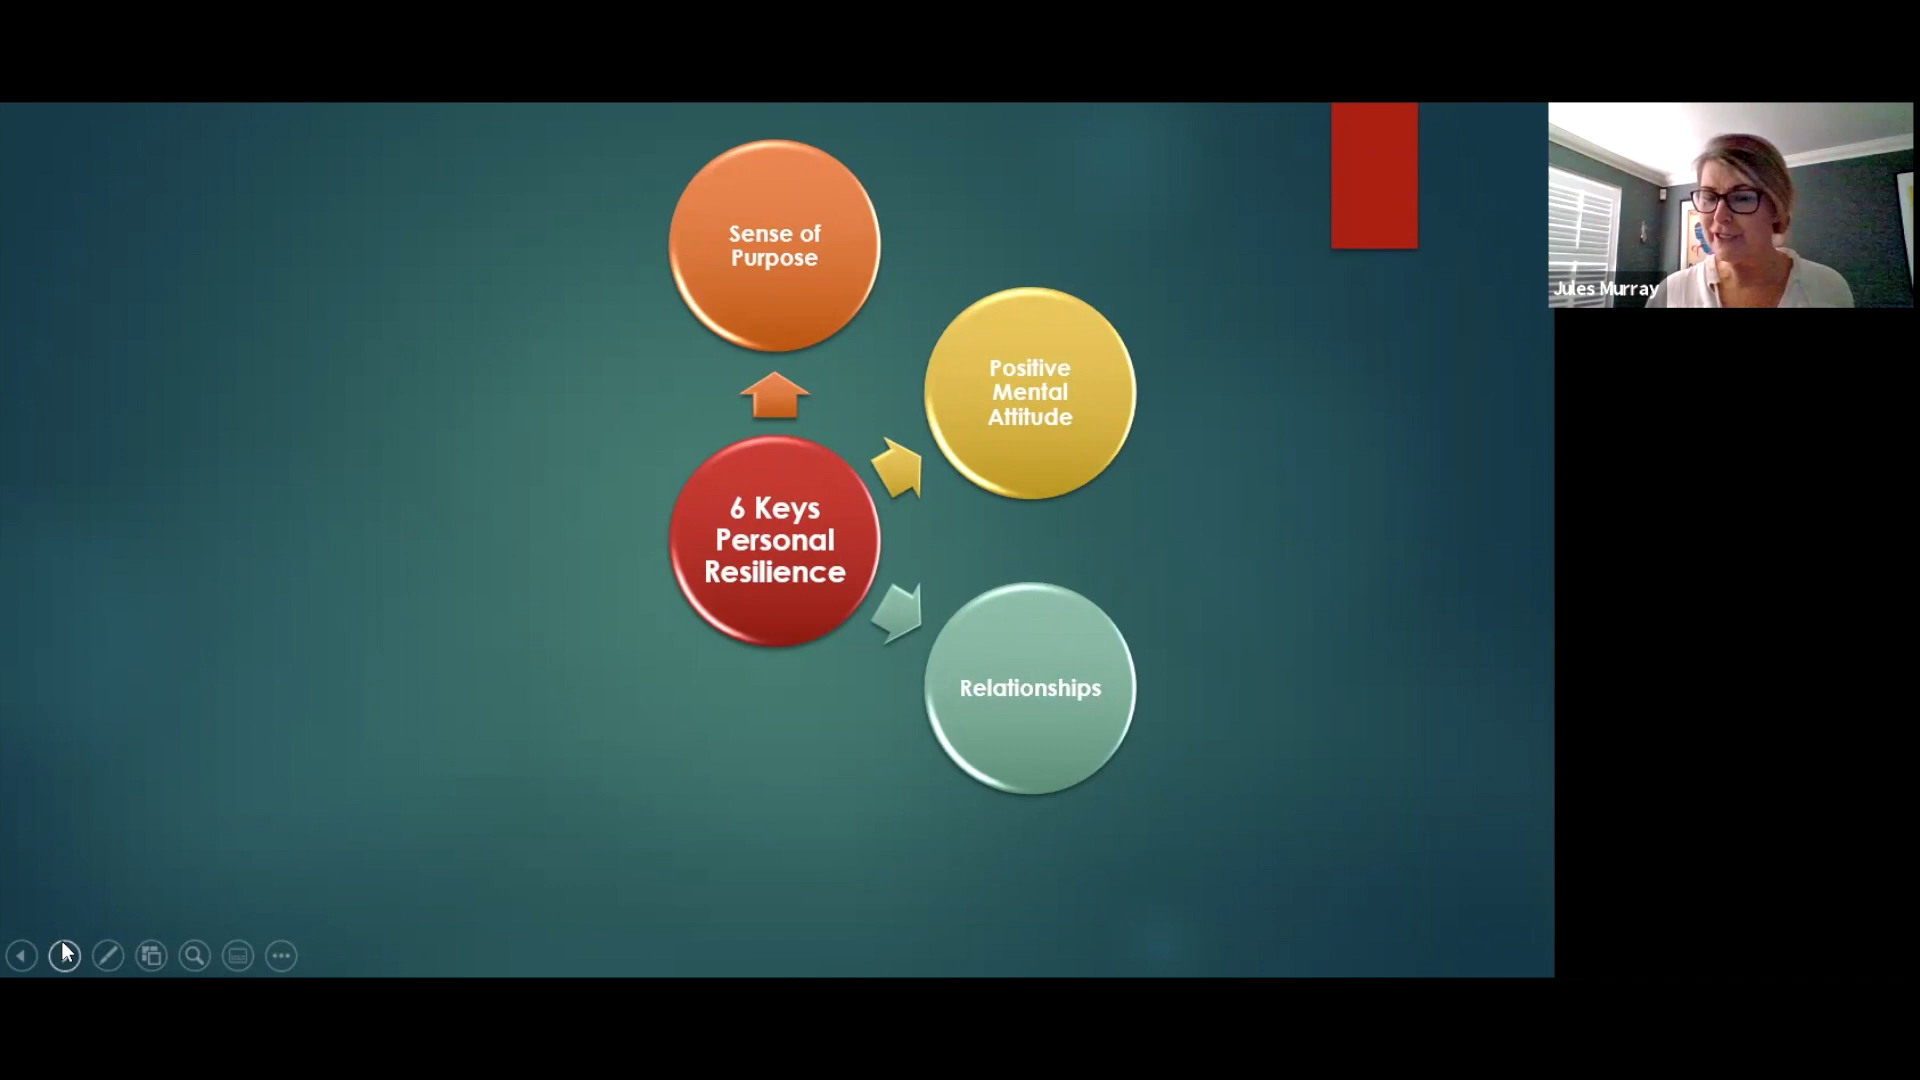 Sense of
Purpose
Positive
Mental
Attitude
6 Keys
Personal
Resilience
Relationships
Jules Murray